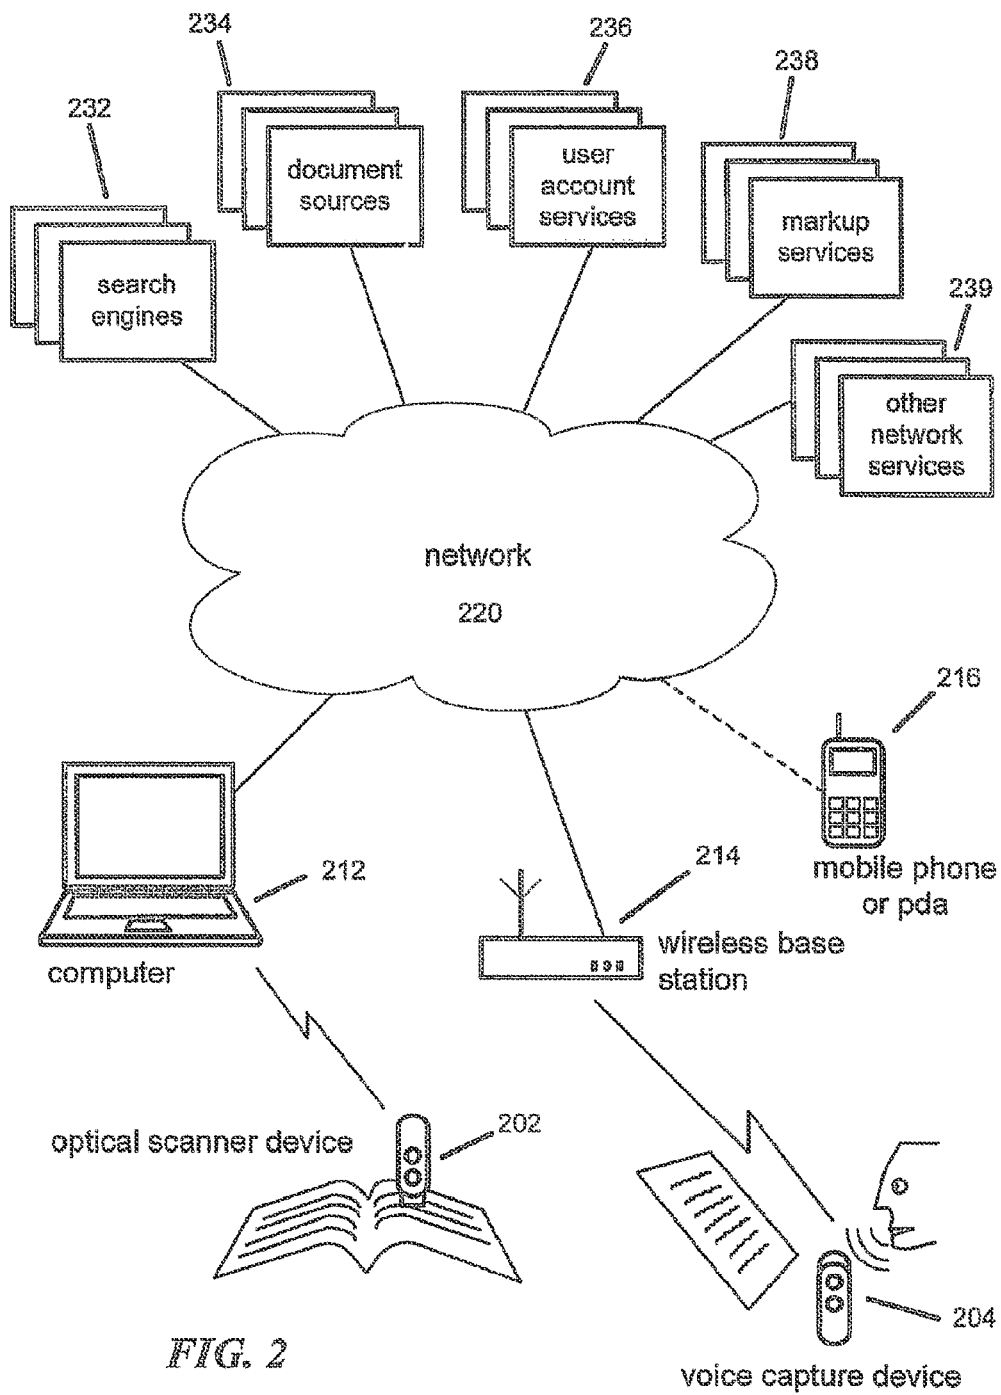 234
236
238
232
document
sources
user
account
services
markup
services
search
engines
239
other
network
services
network
220
216
mobile phone
or pda
212
214
computer
wireless base
station
optical scanner device
202
204
FIG. 2
voice capture device